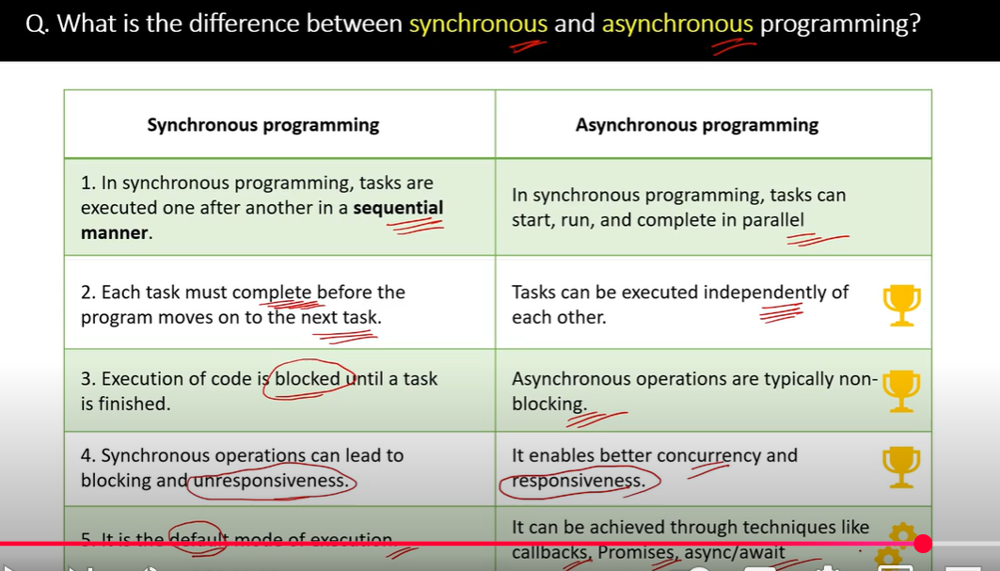 Q. What is the difference between synchronous and asynchronous programming?
Synchronous programming
Asynchronous programming
1. In synchronous programming, tasks are
executed one after another in a sequential
manner.
In synchronous programming, tasks can
start, run, and complete in parallel
2. Each task must complete before the
program moves on to the next task.
Tasks can be executed independently of
each other.
3. Execution of code is blocked until a task
is finished.
Asynchronous operations are typically non-
blocking.
4. Synchronous operations can lead to
blocking and unresponsiveness.
It enables better concurrency and
responsiveness.
5. It is the default mode of execution
It can be achieved through techniques like
callbacks, Promises, async/await